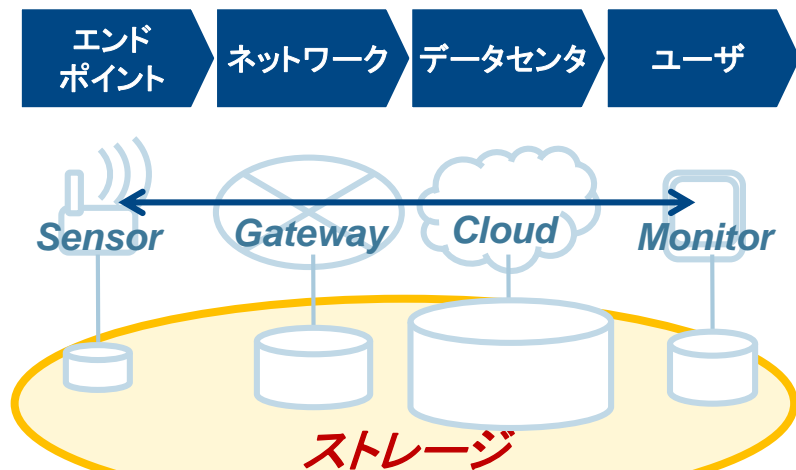 エンド
ポイント
ネットワーク
データセンタ
ユーザ
Sensor
Gateway
Cloud
Monitor
ストレージ